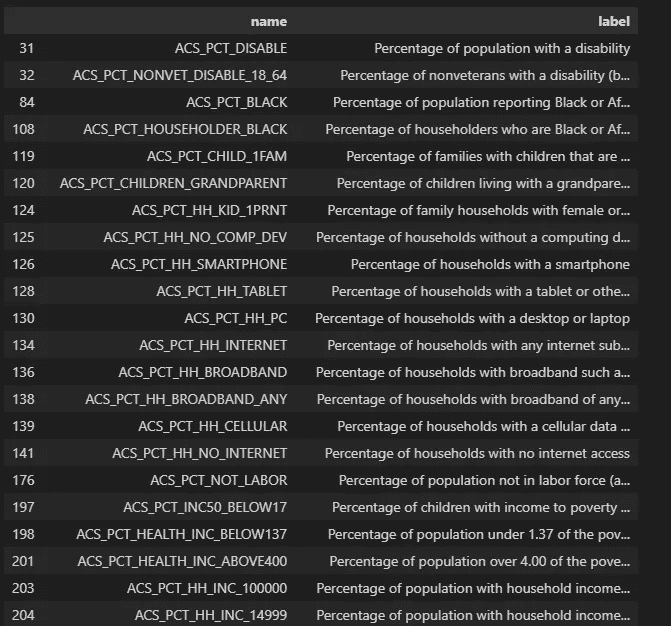 name label
31 ACS_PCT_DISABLE Percentage of population with a disability
32 ACS_PCT_NONVET_DISABLE_18_64 Percentage of nonveterans with a disability (b...
84 ACS_PCT_BLACK Percentage of population reporting Black or Af...
108 ACS_PCT_HOUSEHOLDER_BLACK Percentage of householders who are Black or Af...
119 ACS_PCT_CHILD_1FAM Percentage of families with children that are ...
120 ACS_PCT_CHILDREN_GRANDPARENT Percentage of children living with a grandpare...
124 ACS_PCT_HH_KID_1PRNT Percentage of family households with female or...
125 ACS_PCT_HH_NO_COMP_DEV Percentage of households without a computing d...
126 ACS_PCT_HH_SMARTPHONE Percentage of households with a smartphone
128 ACS_PCT_HH_TABLET Percentage of households with a tablet or othe...
130 ACS_PCT_HH_PC Percentage of households with a desktop or laptop
134 ACS_PCT_HH_INTERNET Percentage of households with any internet sub...
136 ACS_PCT_HH_BROADBAND Percentage of households with broadband such a...
138 ACS_PCT_HH_BROADBAND_ANY Percentage of households with broadband of any...
139 ACS_PCT_HH_CELLULAR Percentage of households with a cellular data ...
141 ACS_PCT_HH_NO_INTERNET Percentage of households with no internet access
176 ACS_PCT_NOT_LABOR Percentage of population not in labor force (a...
197 ACS_PCT_INC50_BELOW17 Percentage of children with income to poverty ...
198 ACS_PCT_HEALTH_INC_BELOW137 Percentage of population under 1.37 of the pov...
201 ACS_PCT_HEALTH_INC_ABOVE400 Percentage of population over 4.00 of the pove...
203 ACS_PCT_HH_INC_100000 Percentage of population with household income...
204 ACS_PCT_HH_INC_14999 Percentage of population with household income...